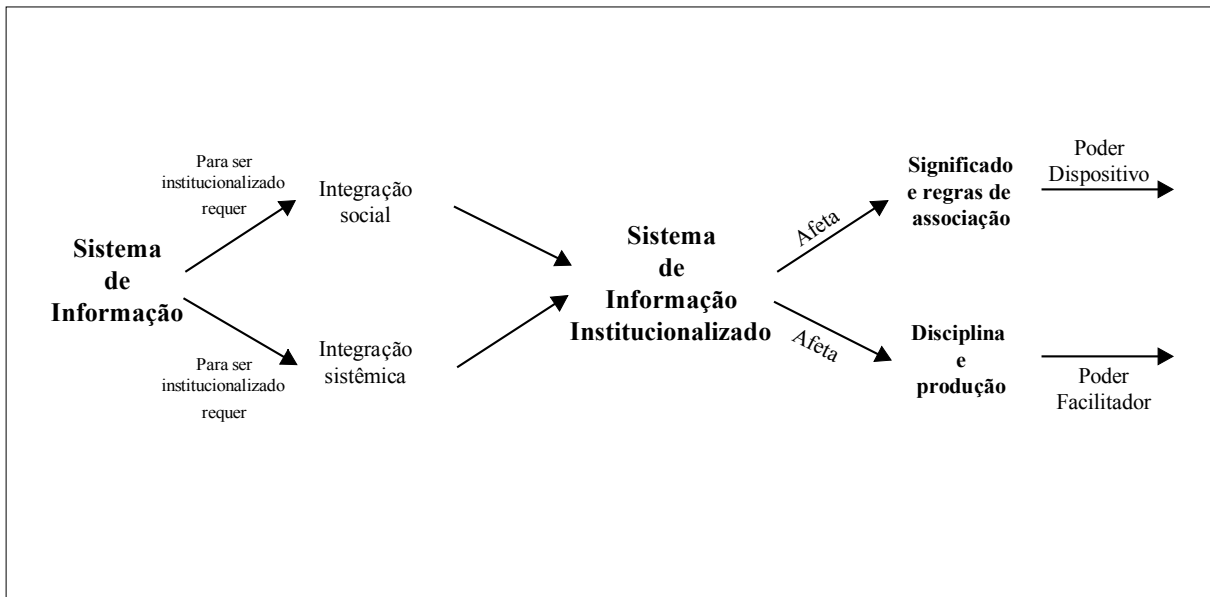 Para ser
institucionalizado
requer
Integração
social
Sistema
de
Informação
Para ser
institucionalizado
requer
Integração
sistêmica
Sistema
de
Informação
Institucionalizado
Afeta
Significado
e regras de
associação
Poder
Dispositivo
Afeta
Disciplina
e
produção
Poder
Facilitador